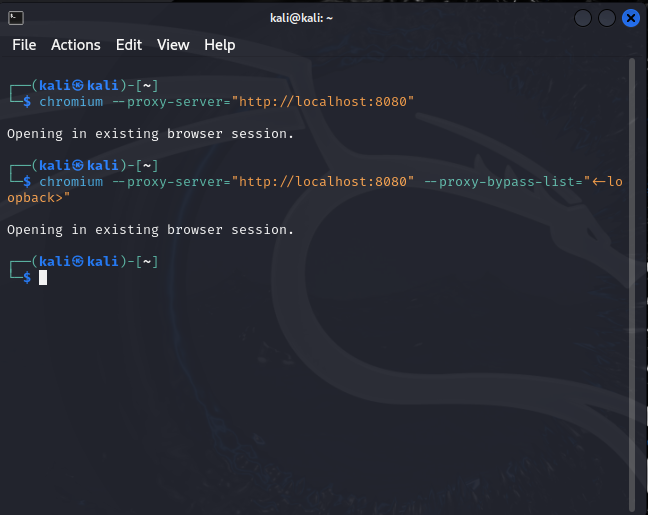 kali@kali: ~
File Actions Edit View Help
┌──(kali㉿kali)-[~]
└─$ chromium --proxy-server="http://localhost:8080"
Opening in existing browser session.
┌──(kali㉿kali)-[~]
└─$ chromium --proxy-server="http://localhost:8080" --proxy-bypass-list="<-lo
opback>"
Opening in existing browser session.
┌──(kali㉿kali)-[~]
└─$